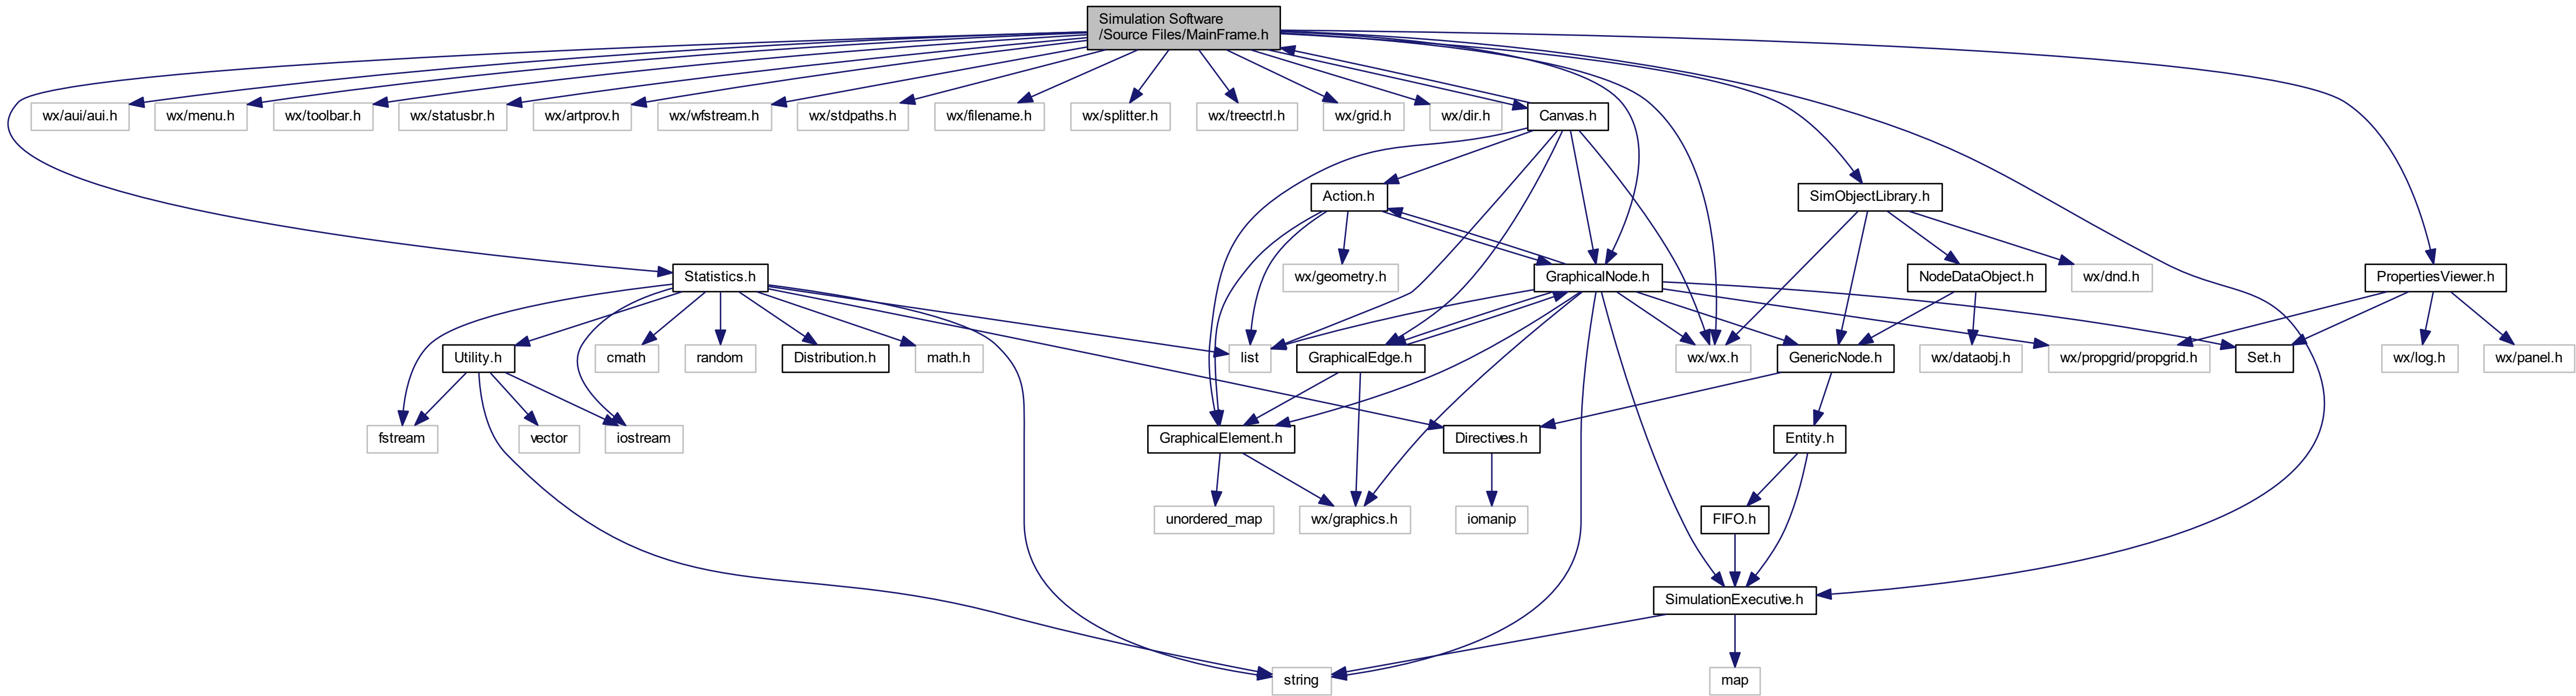 Simulation Software
/Source Files/MainFrame.h
wx/aui/aui.h
wx/menu.h
wx/toolbar.h
wx/statusbr.h
wx/artprov.h
wx/wfstream.h
wx/stdpaths.h
wx/filename.h
wx/splitter.h
wx/treectrl.h
wx/grid.h
wx/dir.h
Canvas.h
Action.h
SimObjectLibrary.h
Statistics.h
wx/geometry.h
GraphicalNode.h
NodeDataObject.h
wx/dnd.h
PropertiesViewer.h
Utility.h
cmath
random
Distribution.h
math.h
list
GraphicalEdge.h
wx/wx.h
GenericNode.h
wx/dataobj.h
wx/propgrid/propgrid.h
Set.h
wx/log.h
wx/panel.h
fstream
vector
iostream
GraphicalElement.h
Directives.h
Entity.h
unordered_map
wx/graphics.h
iomanip
FIFO.h
SimulationExecutive.h
string
map